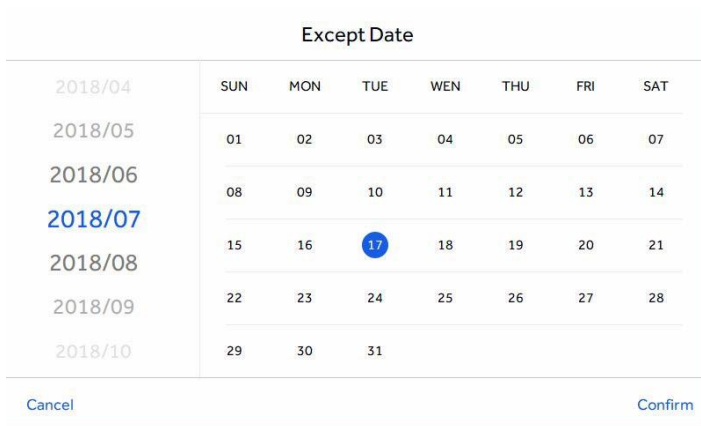 Except Date
2018/04
2018/05
2018/06
2018/07
2018/08
2018/09
2018/10
SUN MON TUE WEN THU FRI SAT
01 02 03 04 05 06 07
08 09 10 11 12 13 14
15 16 17 18 19 20 21
22 23 24 25 26 27 28
29 30 31
Cancel
Confirm